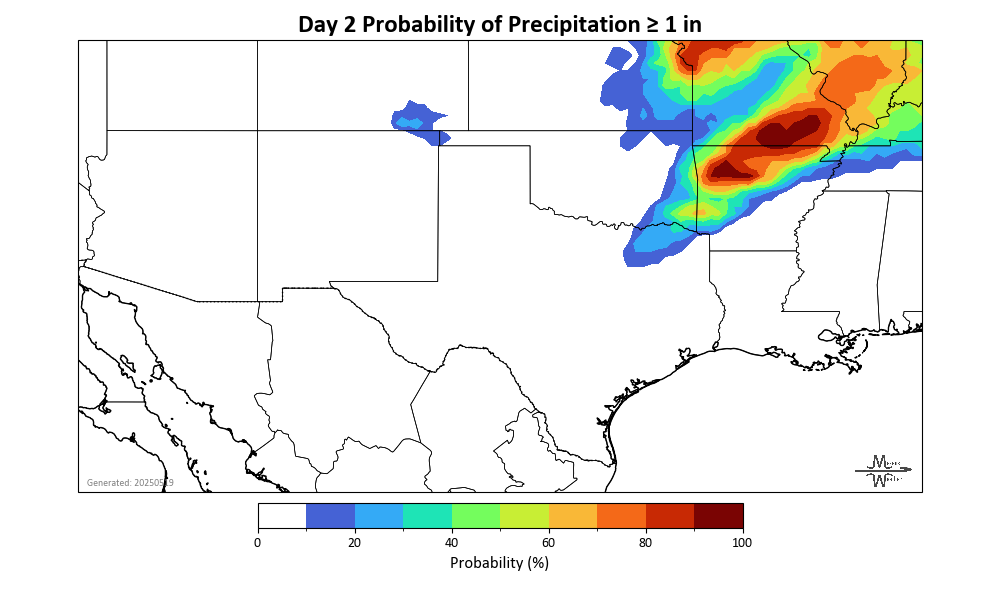 Day 2 Probability of Precipitation ≥ 1 in
Generated: 20250519
0 20 40 60 80 100
Probability (%)